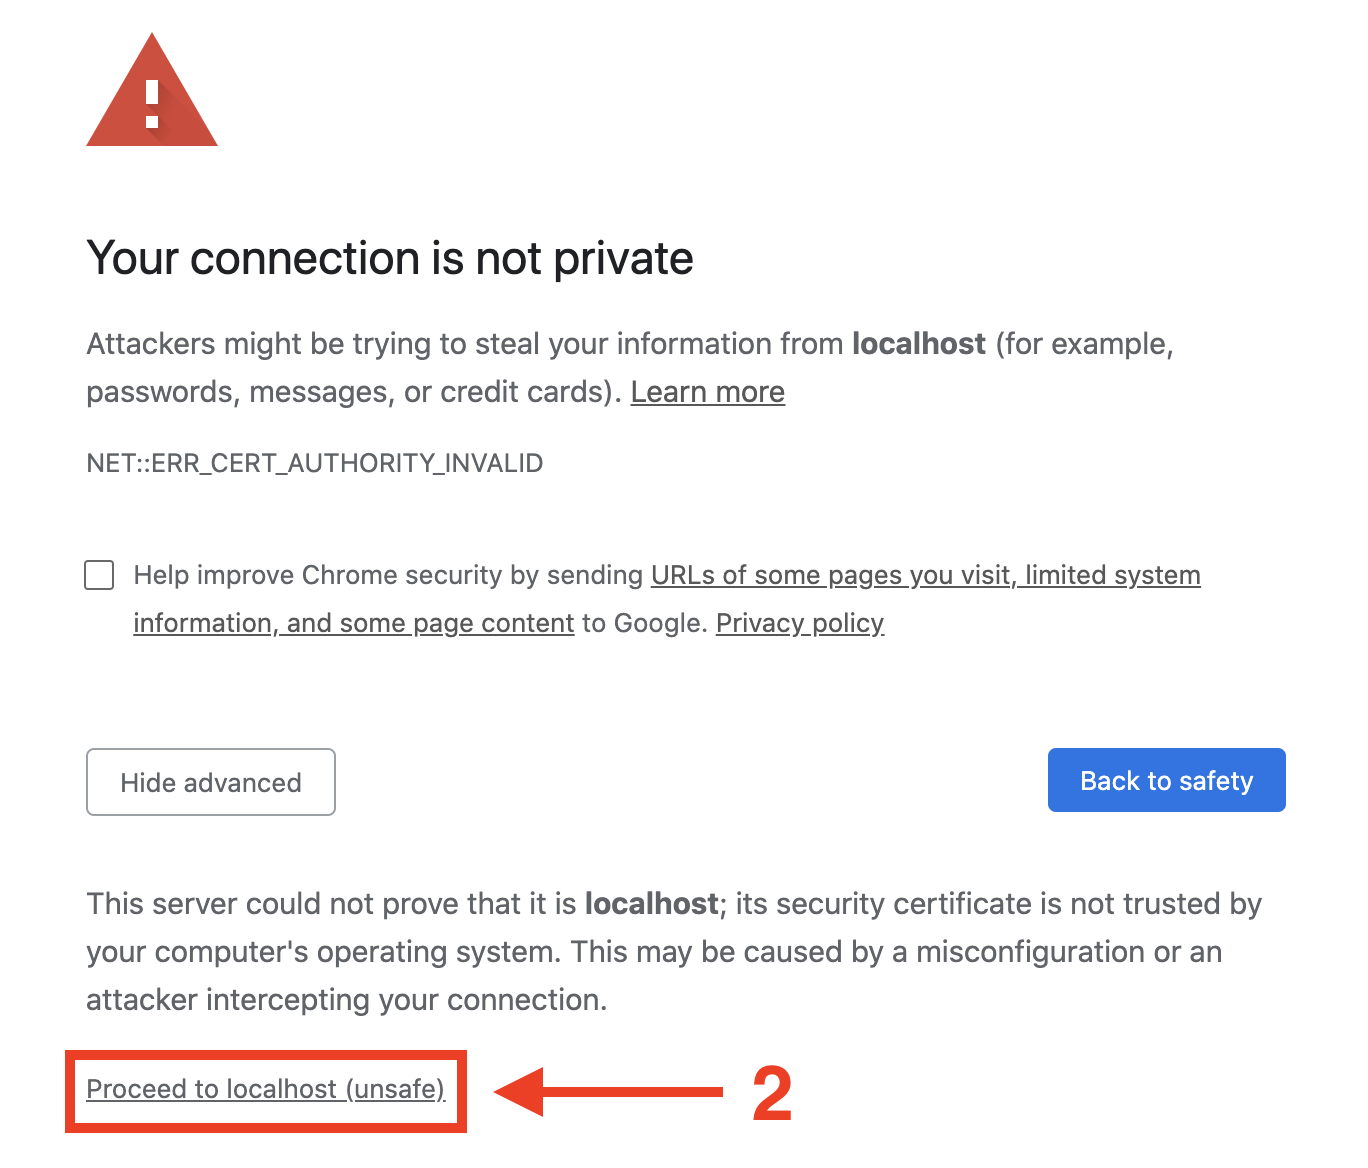 Your connection is not private
Attackers might be trying to steal your information from localhost (for example,
passwords, messages, or credit cards). Learn more
NET::ERR_CERT_AUTHORITY_INVALID
Help improve Chrome security by sending URLs of some pages you visit, limited system
information, and some page content to Google. Privacy policy
Hide advanced
Back to safety
This server could not prove that it is localhost; its security certificate is not trusted by
your computer's operating system. This may be caused by a misconfiguration or an
attacker intercepting your connection.
Proceed to localhost (unsafe)
2